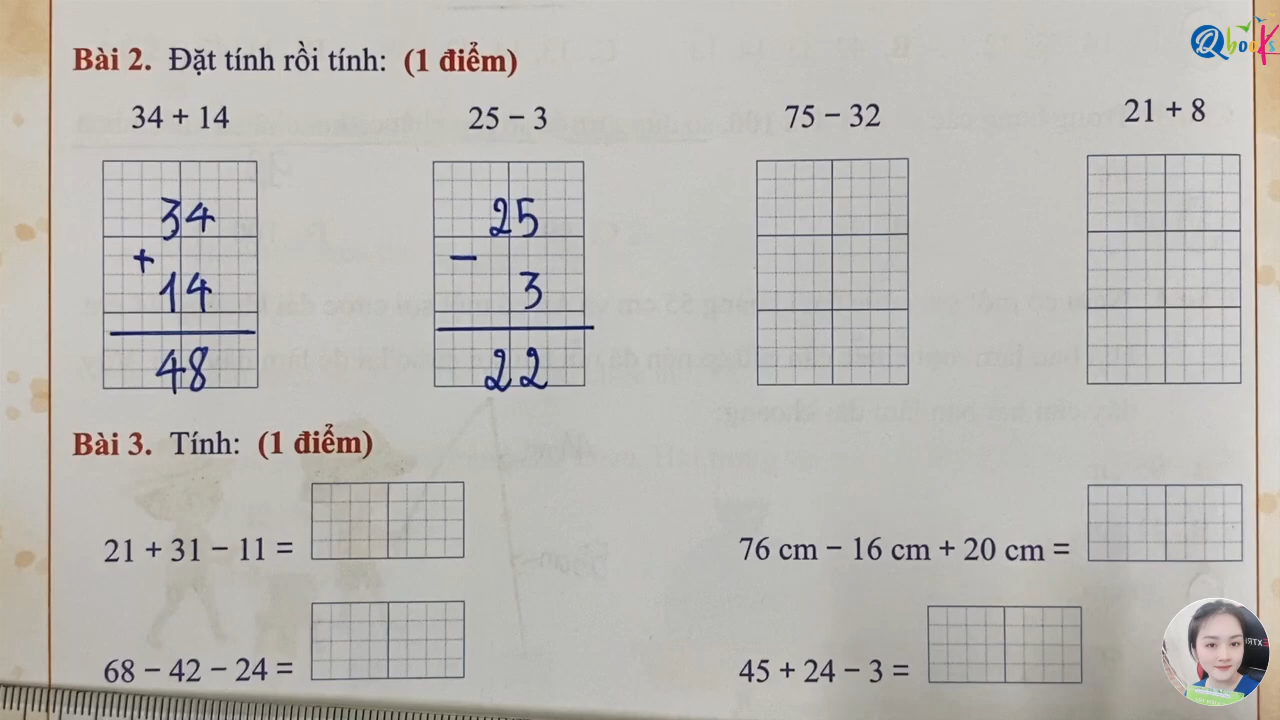 Qbooks
Bài 2. Đặt tính rồi tính: (1 điểm)
34 + 14 25 − 3 75 − 32 21 + 8
34 25
+ −
14 3
48 22
Bài 3. Tính: (1 điểm)
21 + 31 − 11 = 76 cm − 16 cm + 20 cm =
68 − 42 − 24 = 45 + 24 − 3 =